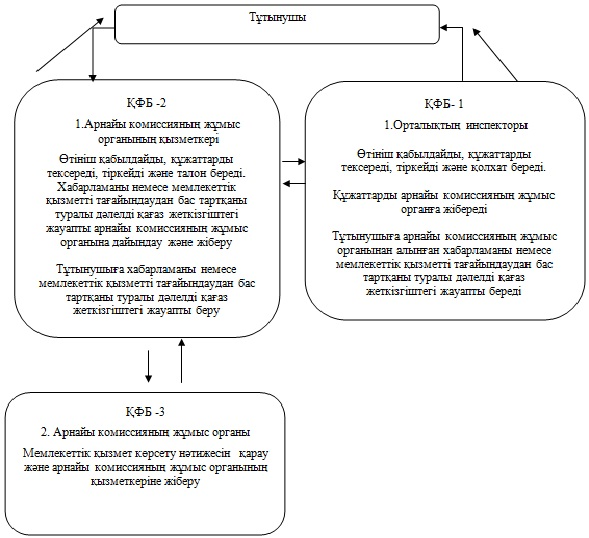 Тұтынушы
ҚФБ -2
1.Арнайы комиссияның жұмыс
органының қызметкері
Өтініш қабылдайды, құжаттарды
тексереді, тіркейді және талон береді.
Хабарламаны немесе мемлекеттік
қызметті тағайындаудан бас тартқаны
туралы дәлелді қағаз жеткізгіштегі
жауапты арнайы комиссияның жұмыс
органына дайындау және жіберу
Тұтынушыға хабарламаны немесе
мемлекеттік қызметті тағайындаудан бас
тартқаны туралы дәлелді қағаз
жеткізгіштегі жауапты беру
ҚФБ- 1
1.Орталықтың инспекторы
Өтініш қабылдайды, құжаттарды
тексереді, тіркейді және қолхат береді.
Құжаттарды арнайы комиссияның жұмыс
органға жібереді
Тұтынушыға арнайы комиссияның жұмыс
органынан алынған хабарламаны немесе
мемлекеттік қызметті тағайындаудан бас
тартқаны туралы дәлелді қағаз
жеткізгіштегі жауапты береді
ҚФБ -3
2. Арнайы комиссияның жұмыс органы
Мемлекеттік қызмет көрсету нәтижесін қарау
және арнайы комиссияның жұмыс органының
қызметкеріне жіберу